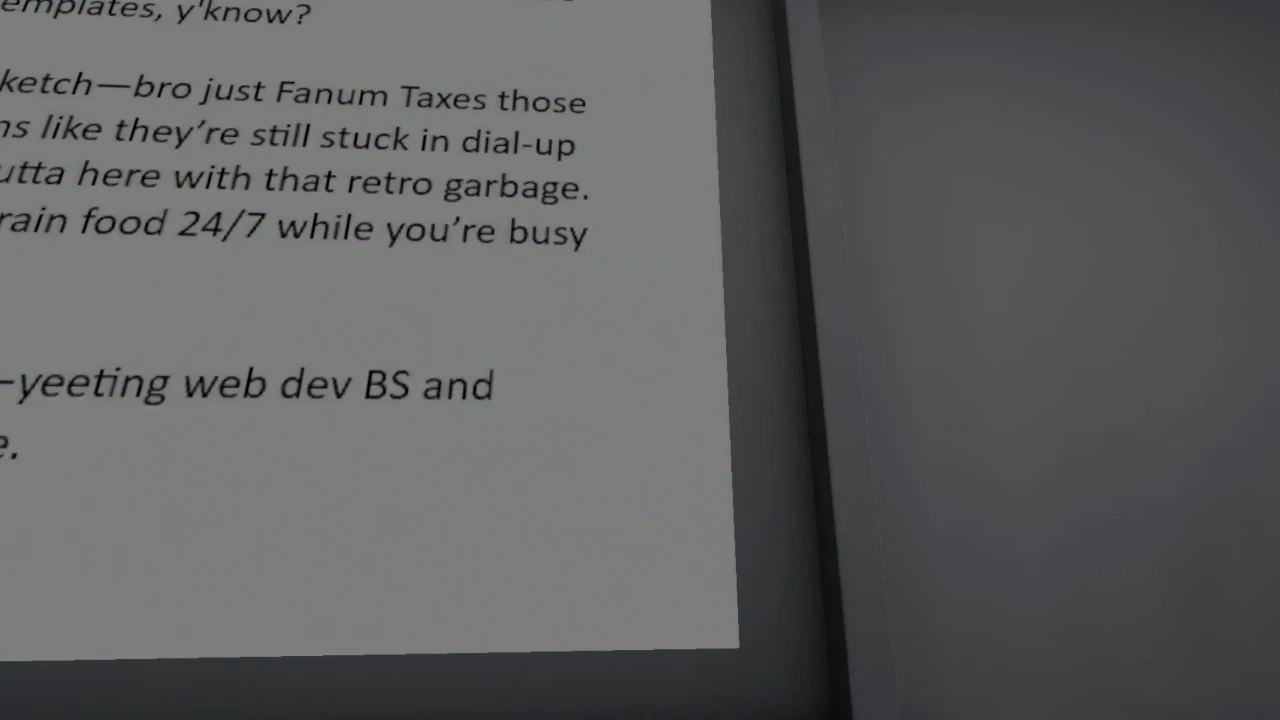 emplates, y'know?
ketch—bro just Fanum Taxes those
ns like they're still stuck in dial-up
utta here with that retro garbage.
rain food 24/7 while you're busy
–yeeting web dev BS and
e.